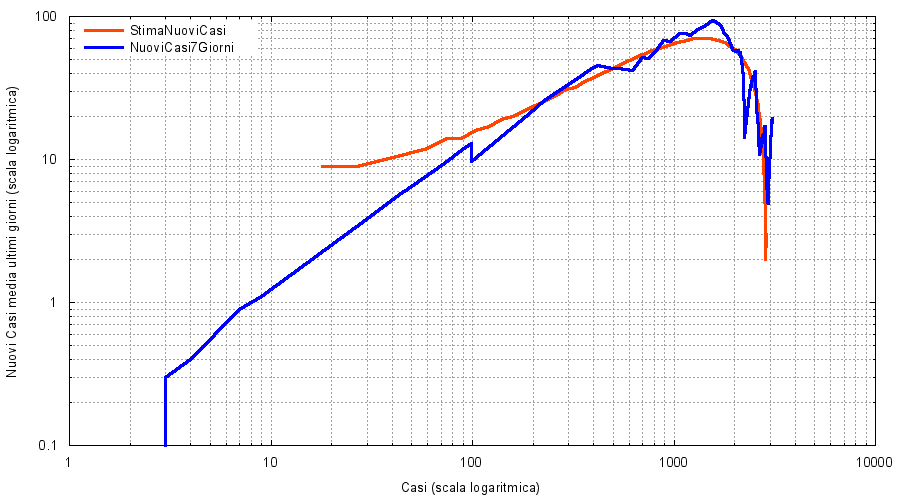 100
StimaNuoviCasi
NuoviCasi7Giorni
10
1
0.1
Nuovi Casi media ultimi giorni (scala logaritmica)
1
10
100
1000
10000
Casi (scala logaritmica)